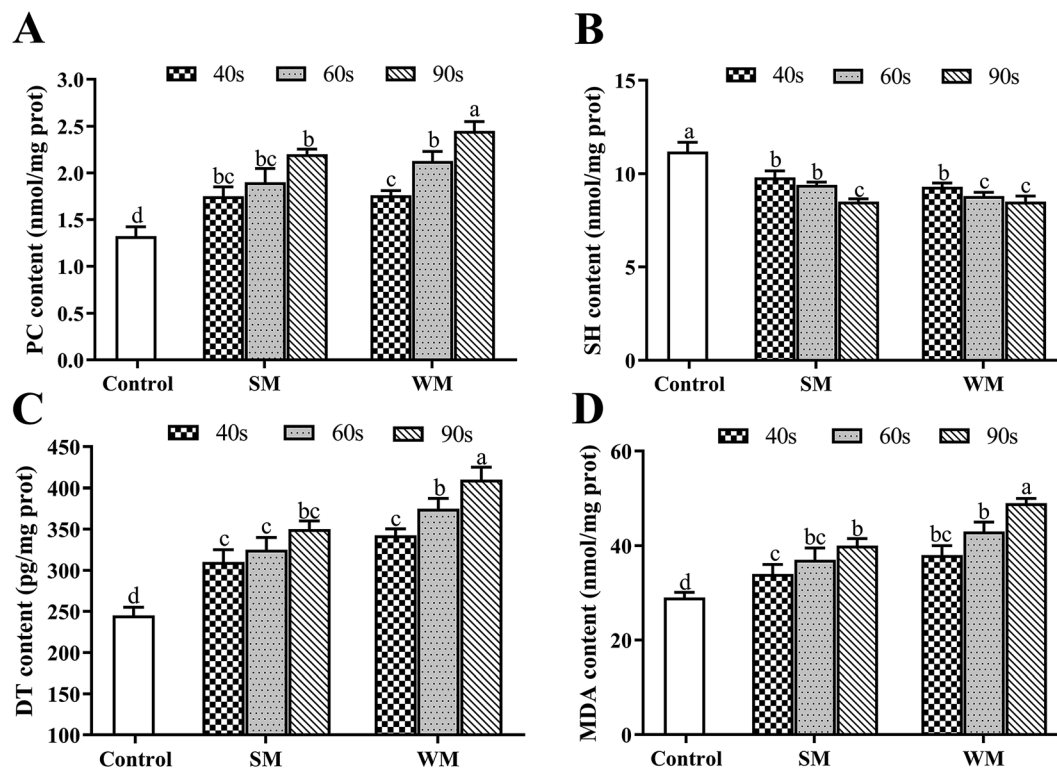 A
40s 60s 90s
PC content (nmol/mg prot)
3.0
2.5
2.0
1.5
1.0
0.5
0.0
d
bc
bc
b
c
b
a
Control SM WM
B
40s 60s 90s
SH content (nmol/mg prot)
15
10
5
0
a
b
b
c
b
c
c
Control SM WM
C
40s 60s 90s
DT content (pg/mg prot)
450
400
350
300
250
200
150
100
d
c
c
bc
c
b
a
Control SM WM
D
40s 60s 90s
MDA content (nmol/mg prot)
60
40
20
0
d
c
bc
b
bc
b
a
Control SM WM